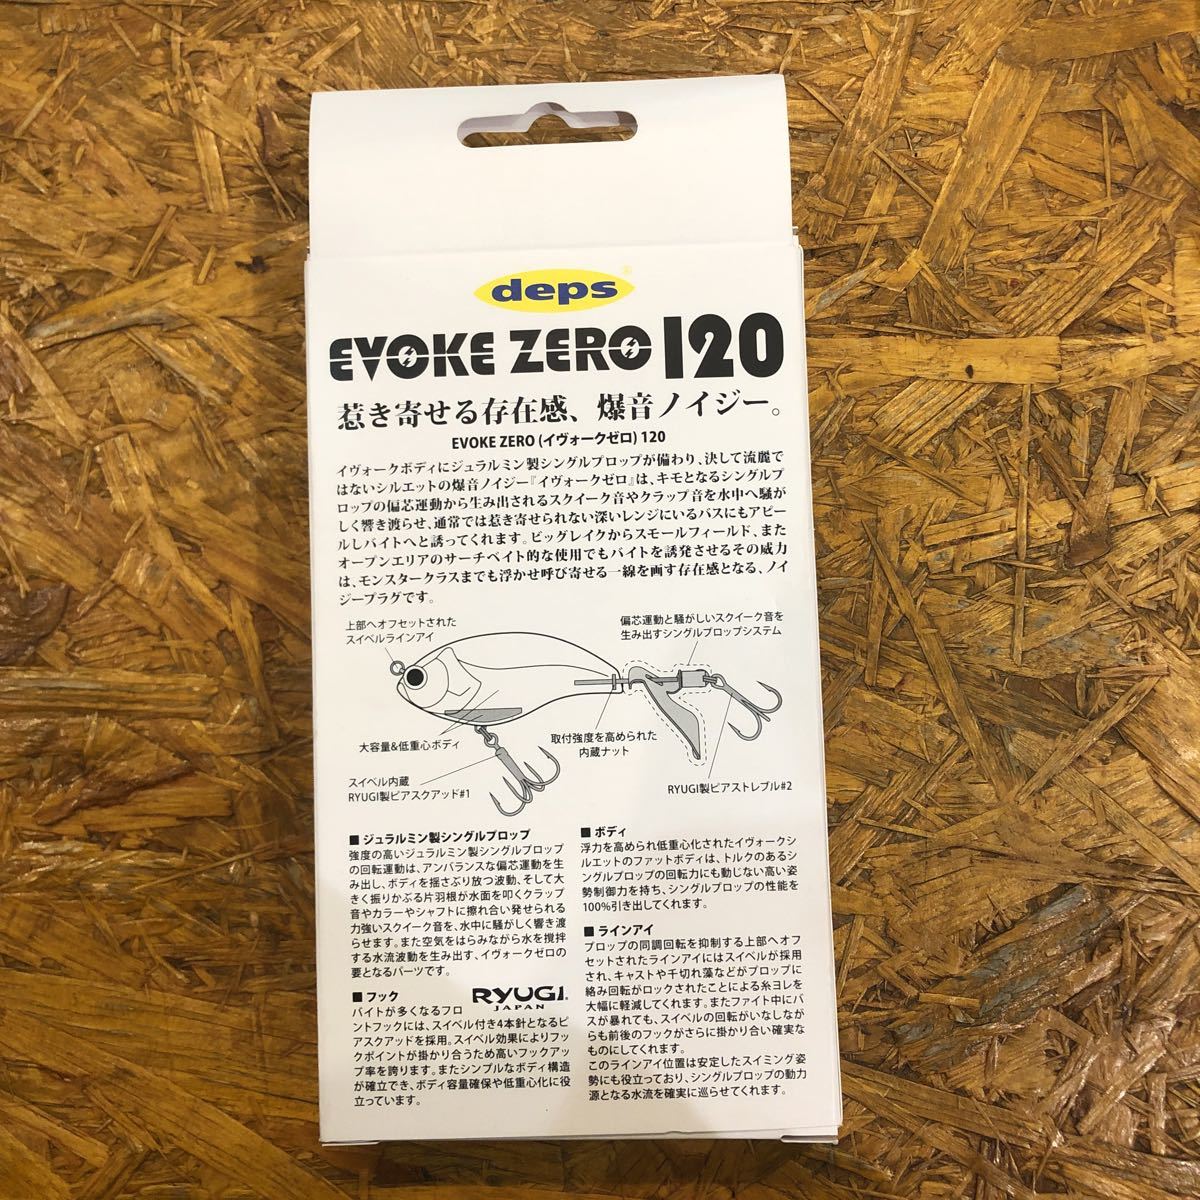 deps®
EVOKE ZERO 120
惹き寄せる存在感、爆音ノイジー。
EVOKE ZERO (イヴォークゼロ) 120
イヴォークボディにジュラルミン製シングルプロップが備わり、決して流麗で
はないシルエットの爆音ノイジー『イヴォークゼロ』は、キモとなるシングルプ
ロップの偏芯運動から生み出されるスクイーク音やクラップ音を水中へ騒が
しく響き渡らせ、通常では惹き寄せられない深いレンジにいるバスにもアピー
ルしバイトへと誘ってくれます。ビッグレイクからスモールフィールド、また
オープンエリアのサーチベイト的な使用でもバイトを誘発させるその威力
は、モンスタークラスまでも浮かせ呼び寄せる一線を画す存在感となる、ノイ
ジープラグです。
上部へオフセットされた
スイベルラインアイ
偏芯運動と騒がしいスクイーク音を
生み出すシングルプロップシステム
大容量&低重心ボディ
取付強度を高められた
内蔵ナット
スイベル内蔵
RYUGI製ピアスクアッド#1
RYUGI製ピアストレブル#2
■ ジュラルミン製シングルプロップ
強度の高いジュラルミン製シングルプロップ
の回転運動は、アンバランスな偏芯運動を生
み出し、ボディを揺さぶり放つ波動、そして大
きく振りかぶる片羽根が水面を叩くクラップ
音やカラーやシャフトに擦れ合い発せられる
力強いスクイーク音を、水中に騒がしく響き渡
らせます。また空気をはらみながら水を撹拌
する水流波動を生み出す、イヴォークゼロの
要となるパーツです。
■ フック
RYUGI®
JAPAN
バイトが多くなるフロ
ントフックには、スイベル付き4本針となるピ
アスクアッドを採用。スイベル効果によりフッ
クポイントが掛かり合うため高いフックアッ
プ率を誇ります。またシンプルなボディ構造
が確立でき、ボディ容量確保や低重心化に役
立っています。
■ ボディ
浮力を高められ低重心化されたイヴォークシ
ルエットのファットボディは、トルクのあるシ
ングルプロップの回転力にも動じない高い姿
勢制御力を持ち、シングルプロップの性能を
100%引き出してくれます。
■ ラインアイ
プロップの同調回転を抑制する上部へオフ
セットされたラインアイにはスイベルが採用
され、キャストや千切れ藻などがプロップに
絡み回転がロックされたことによる糸ヨレを
大幅に軽減してくれます。またファイト中にバ
スが暴れても、スイベルの回転がいなしなが
らも前後のフックがさらに掛かり合い確実な
ものにしてくれます。
このラインアイ位置は安定したスイミング姿
勢にも役立っており、シングルプロップの動力
源となる水流を確実に巡らせてくれます。